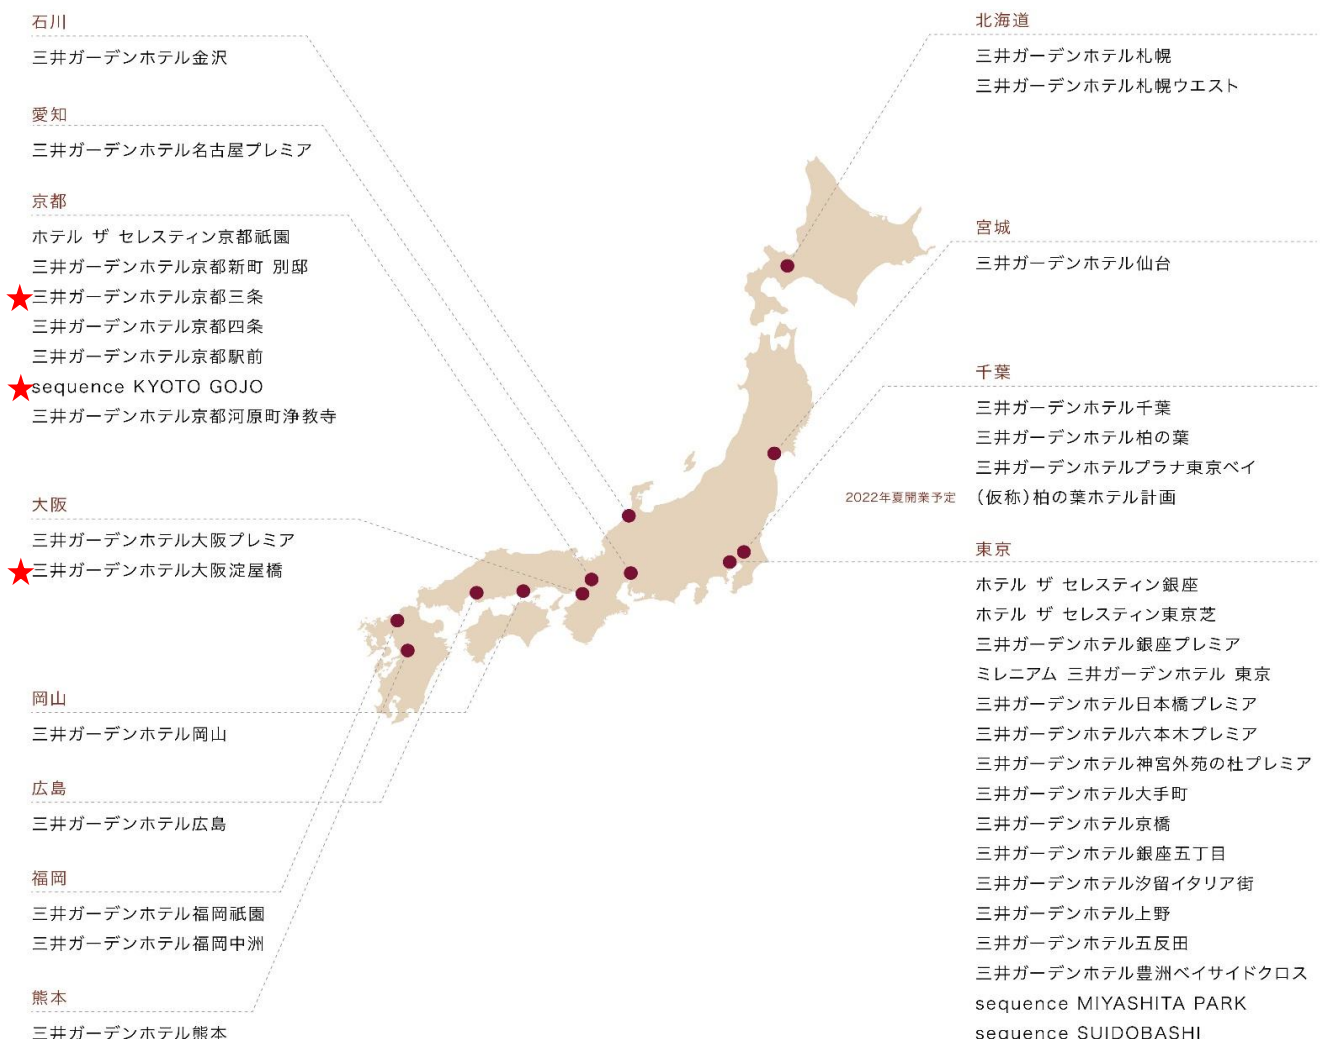 石川
三井ガーデンホテル金沢
愛知
三井ガーデンホテル名古屋プレミア
京都
ホテル ザ セレスティン京都祇園
三井ガーデンホテル京都新町 別邸
三井ガーデンホテル京都三条
三井ガーデンホテル京都四条
三井ガーデンホテル京都駅前
sequence KYOTO GOJO
三井ガーデンホテル京都河原町浄教寺
大阪
三井ガーデンホテル大阪プレミア
三井ガーデンホテル大阪淀屋橋
岡山
三井ガーデンホテル岡山
広島
三井ガーデンホテル広島
福岡
三井ガーデンホテル福岡祇園
三井ガーデンホテル福岡中洲
熊本
三井ガーデンホテル熊本
北海道
三井ガーデンホテル札幌
三井ガーデンホテル札幌ウエスト
宮城
三井ガーデンホテル仙台
千葉
三井ガーデンホテル千葉
三井ガーデンホテル柏の葉
三井ガーデンホテルプラナ東京ベイ
2022年夏開業予定 (仮称)柏の葉ホテル計画
東京
ホテル ザ セレスティン銀座
ホテル ザ セレスティン東京芝
三井ガーデンホテル銀座プレミア
ミレニアム 三井ガーデンホテル 東京
三井ガーデンホテル日本橋プレミア
三井ガーデンホテル六本木プレミア
三井ガーデンホテル神宮外苑の杜プレミア
三井ガーデンホテル大手町
三井ガーデンホテル京橋
三井ガーデンホテル銀座五丁目
三井ガーデンホテル汐留イタリア街
三井ガーデンホテル上野
三井ガーデンホテル五反田
三井ガーデンホテル豊洲ベイサイドクロス
sequence MIYASHITA PARK
sequence SUIDOBASHI